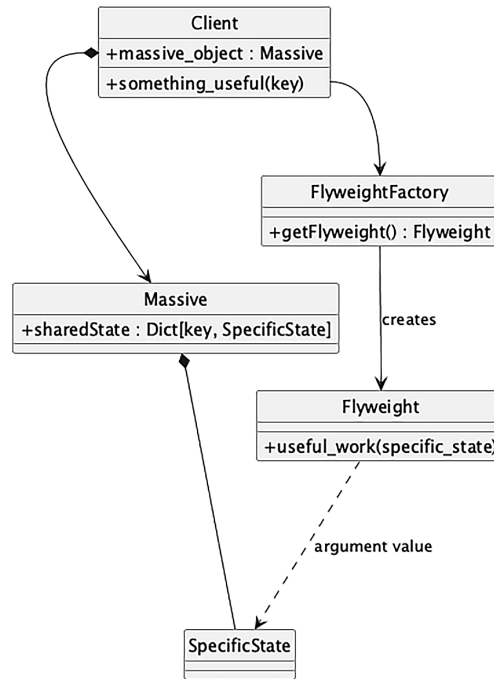 Client
+massive_object : Massive
+something_useful(key)
FlyweightFactory
+getFlyweight() : Flyweight
Massive
+sharedState : Dict[key, SpecificState]
creates
Flyweight
+useful_work(specific_state)
argument value
SpecificState